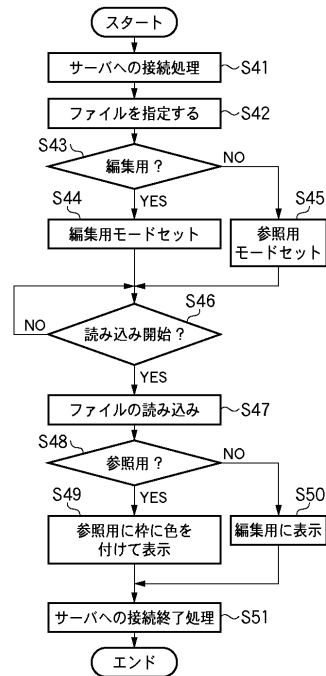 スタート
サーバへの接続処理
S41
ファイルを指定する
S42
S43
編集用?
NO
YES
S44
S45
編集用モードセット
参照用
モードセット
S46
NO
読み込み開始?
YES
ファイルの読み込み
S47
S48
参照用?
NO
YES
S49
S50
参照用に枠に色を
付けて表示
編集用に表示
サーバへの接続終了処理
S51
エンド